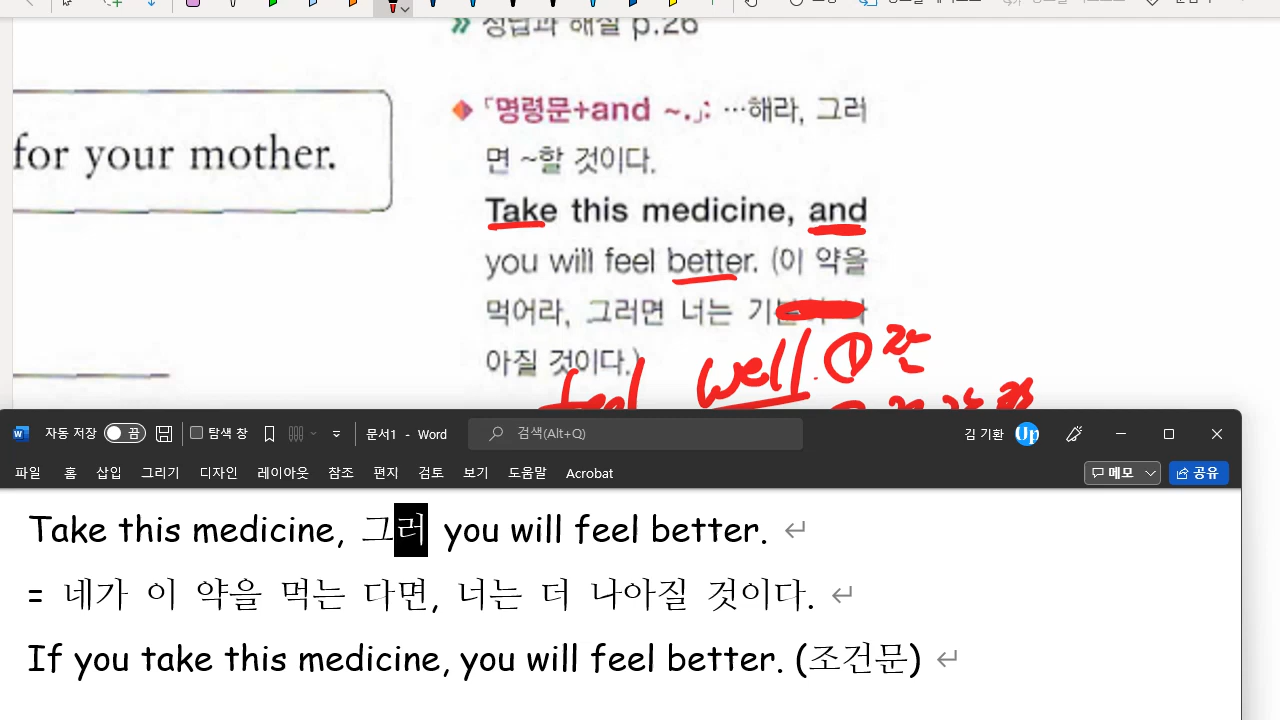 » 정답과 해설 p.26
「명령문+and ~.」: …해라, 그러
for your mother.
면 ~할 것이다.
Take this medicine, and
you will feel better. (이 약을
먹어라, 그러면 너는
아질 것이다.)
feel well. ①
자동 저장 끔 탐색 창 문서1 - Word 검색(Alt+Q) 김 기환 Up
파일 홈 삽입 그리기 디자인 레이아웃 참조 편지 검토 보기 도움말 Acrobat 메모 공유
Take this medicine, 그러 you will feel better.
= 네가 이 약을 먹는 다면, 너는 더 나아질 것이다.
If you take this medicine, you will feel better. (조건문)